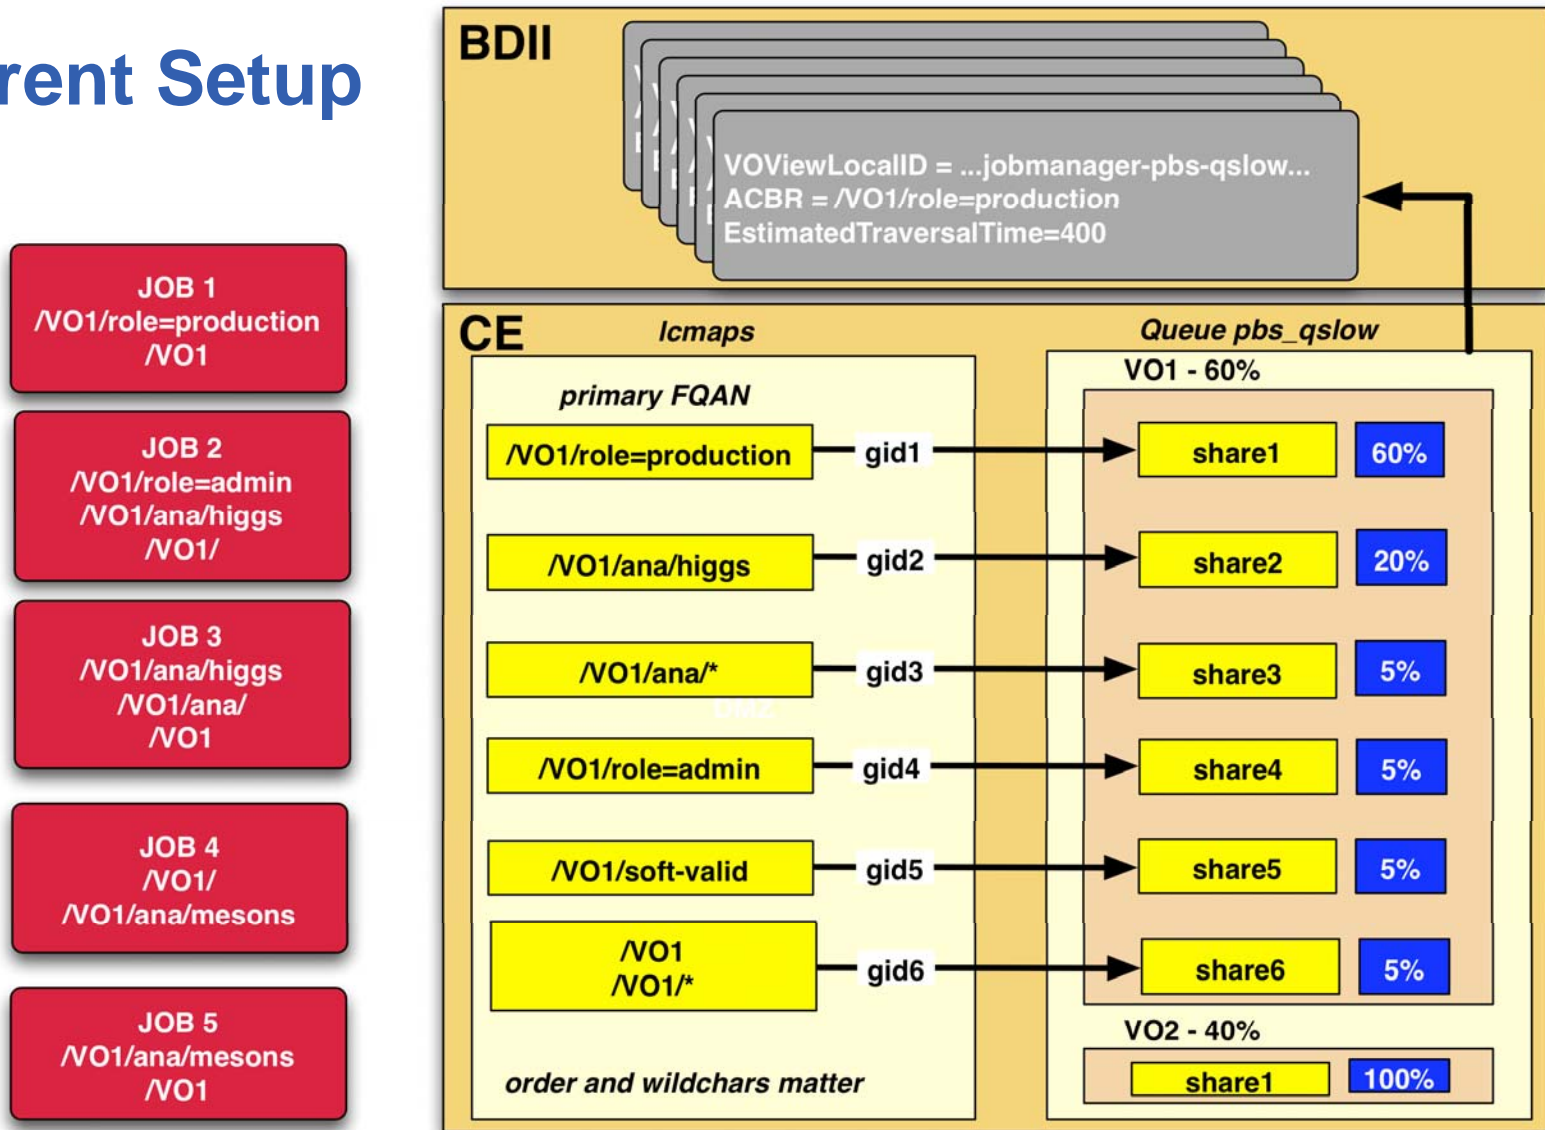 rent Setup
JOB 1
/VO1/role=production
/VO1
JOB 2
/VO1/role=admin
/VO1/ana/higgs
/VO1/
JOB 3
/VO1/ana/higgs
/VO1/ana/
/VO1
JOB 4
/VO1/
/VO1/ana/mesons
JOB 5
/VO1/ana/mesons
/VO1
BDII
VOViewLocalID = ...jobmanager-pbs-qslow...
ACBR = /VO1/role=production
EstimatedTraversalTime=400
CE
lcmaps
primary FQAN
/VO1/role=production
gid1
/VO1/ana/higgs
gid2
/VO1/ana/*
gid3
/VO1/role=admin
gid4
/VO1/soft-valid
gid5
/VO1
/VO1/*
gid6
order and wildchars matter
Queue pbs_qslow
VO1 - 60%
share1 60%
share2 20%
share3 5%
share4 5%
share5 5%
share6 5%
VO2 - 40%
share1 100%